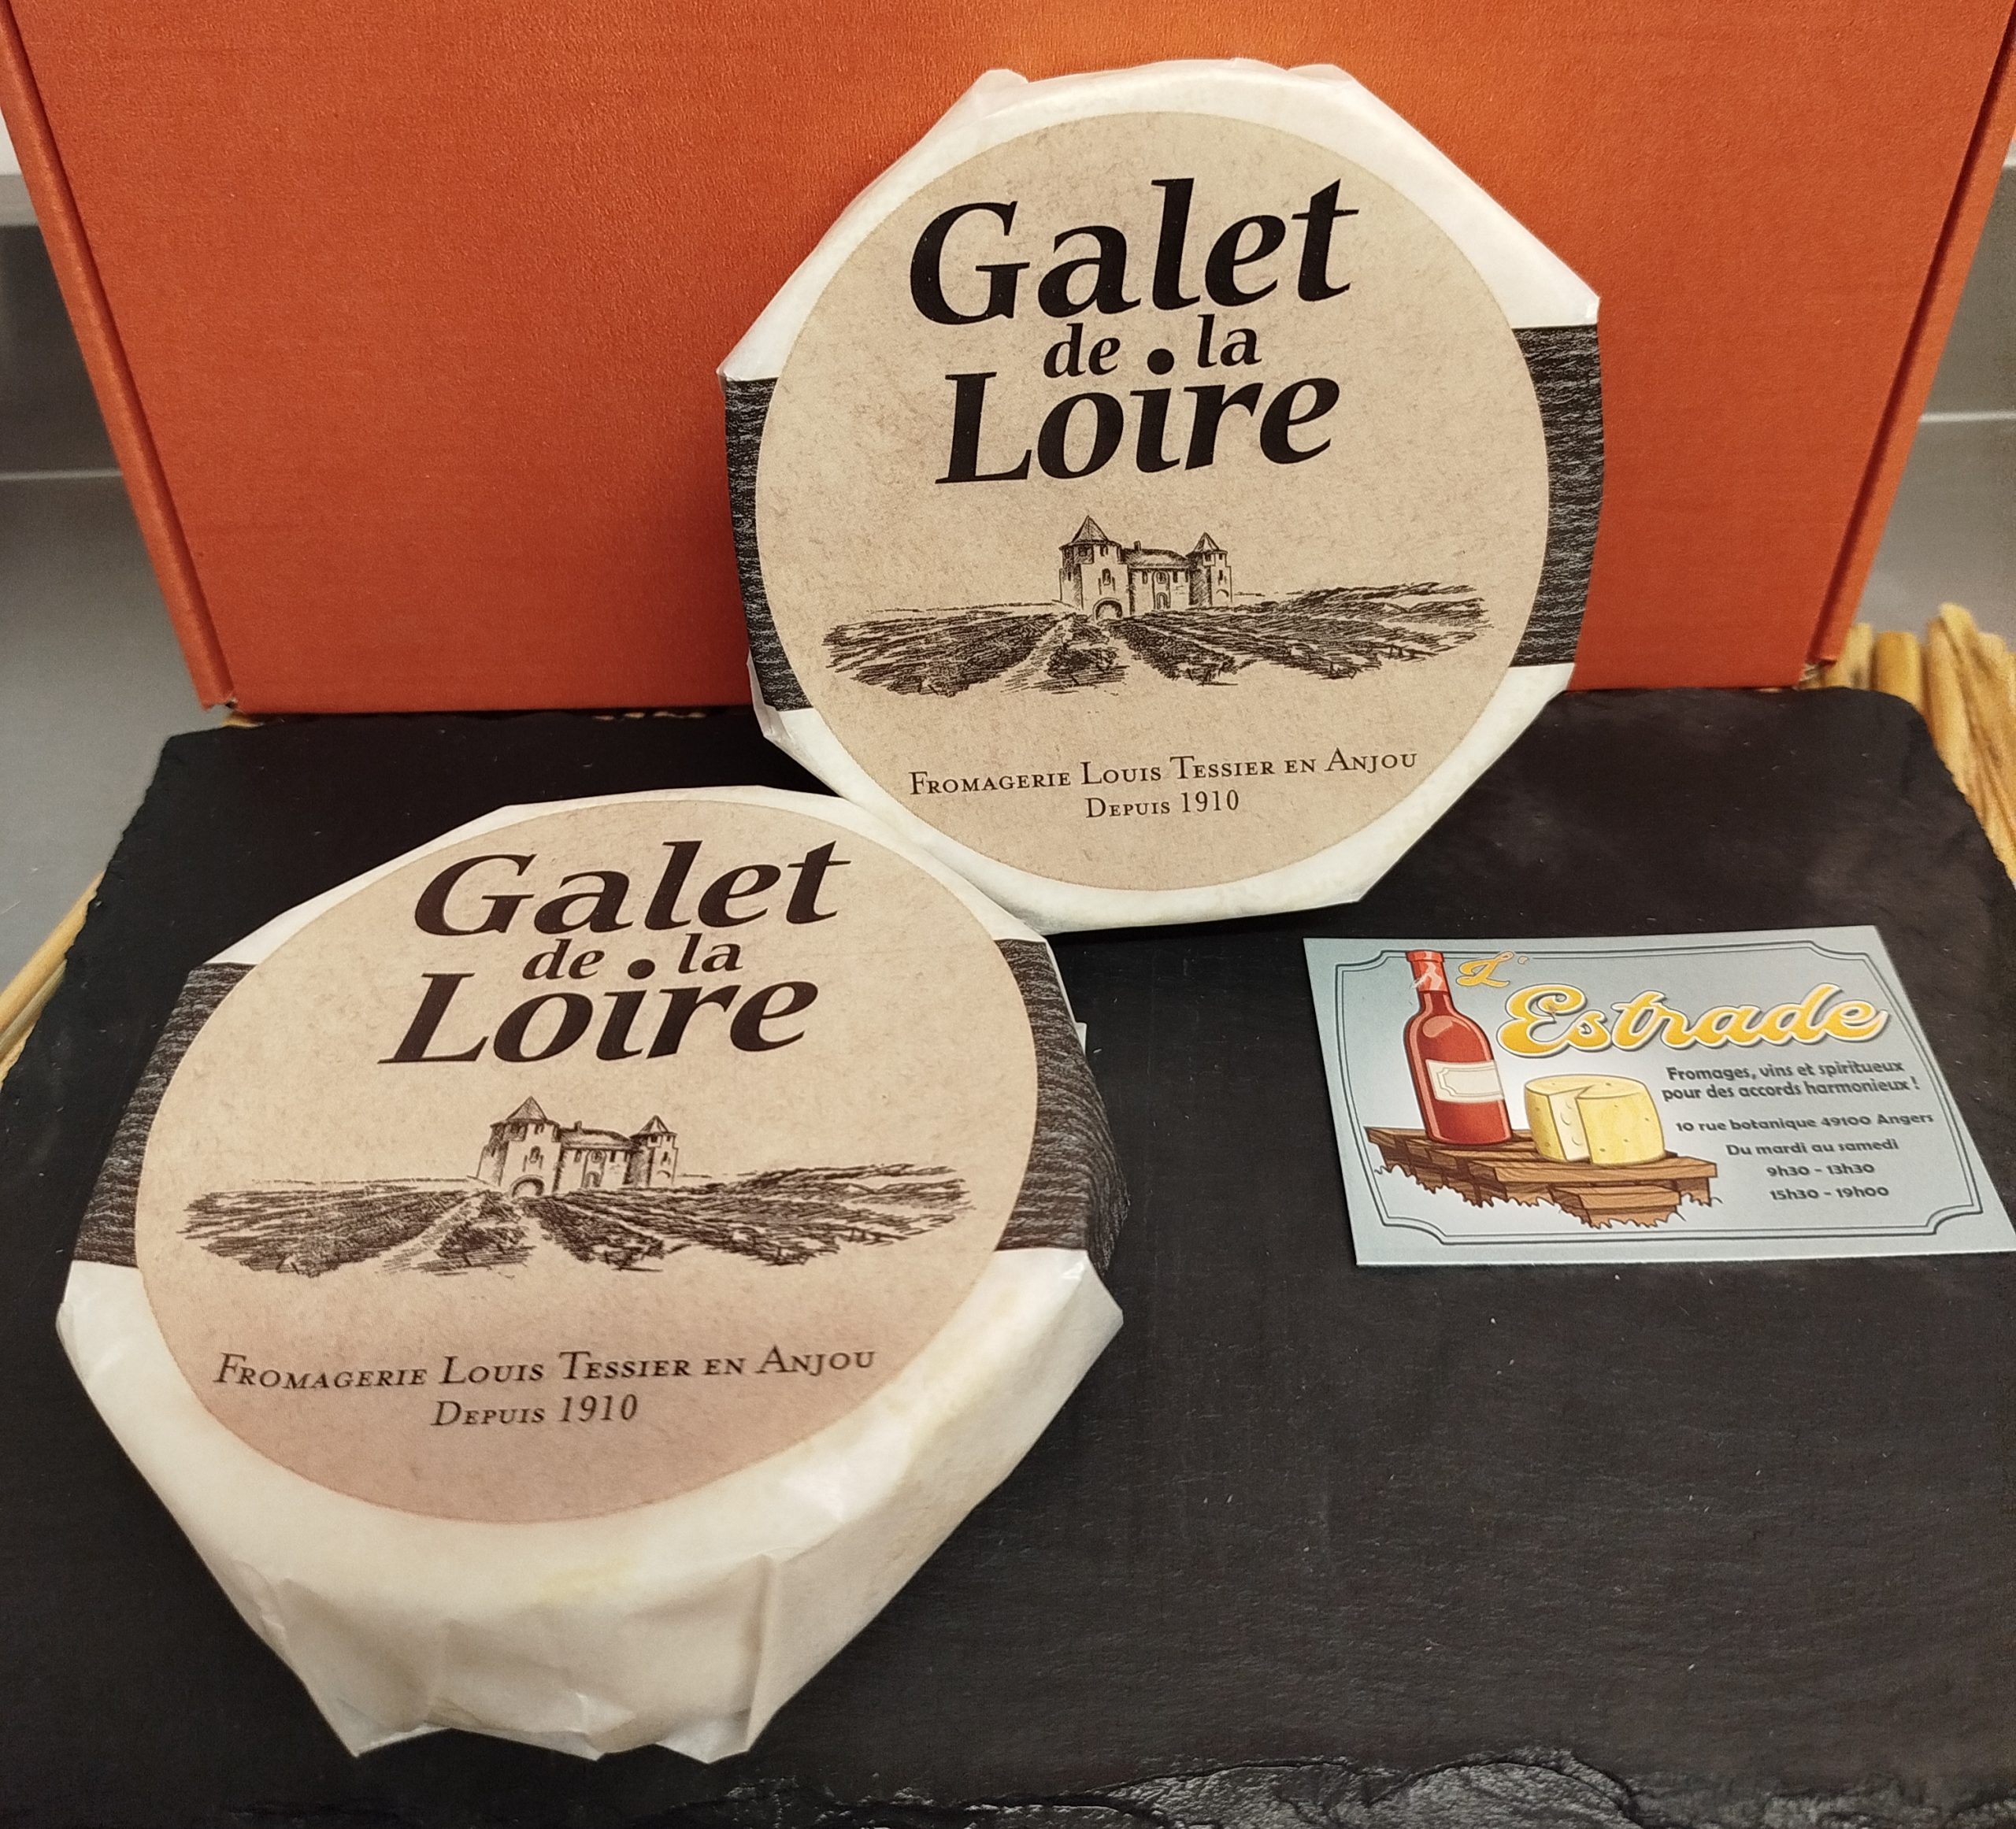 Galet
de la
Loire
Fromagerie Louis Tessier en Anjou
Depuis 1910
Galet
de la
Loire
Fromagerie Louis Tessier en Anjou
Depuis 1910
L'
Estrade
Fromages, vins et spiritueux
pour des accords harmonieux !
10 rue botanique 49100 Angers
Du mardi au samedi
9h30 - 13h30
15h30 - 19h00